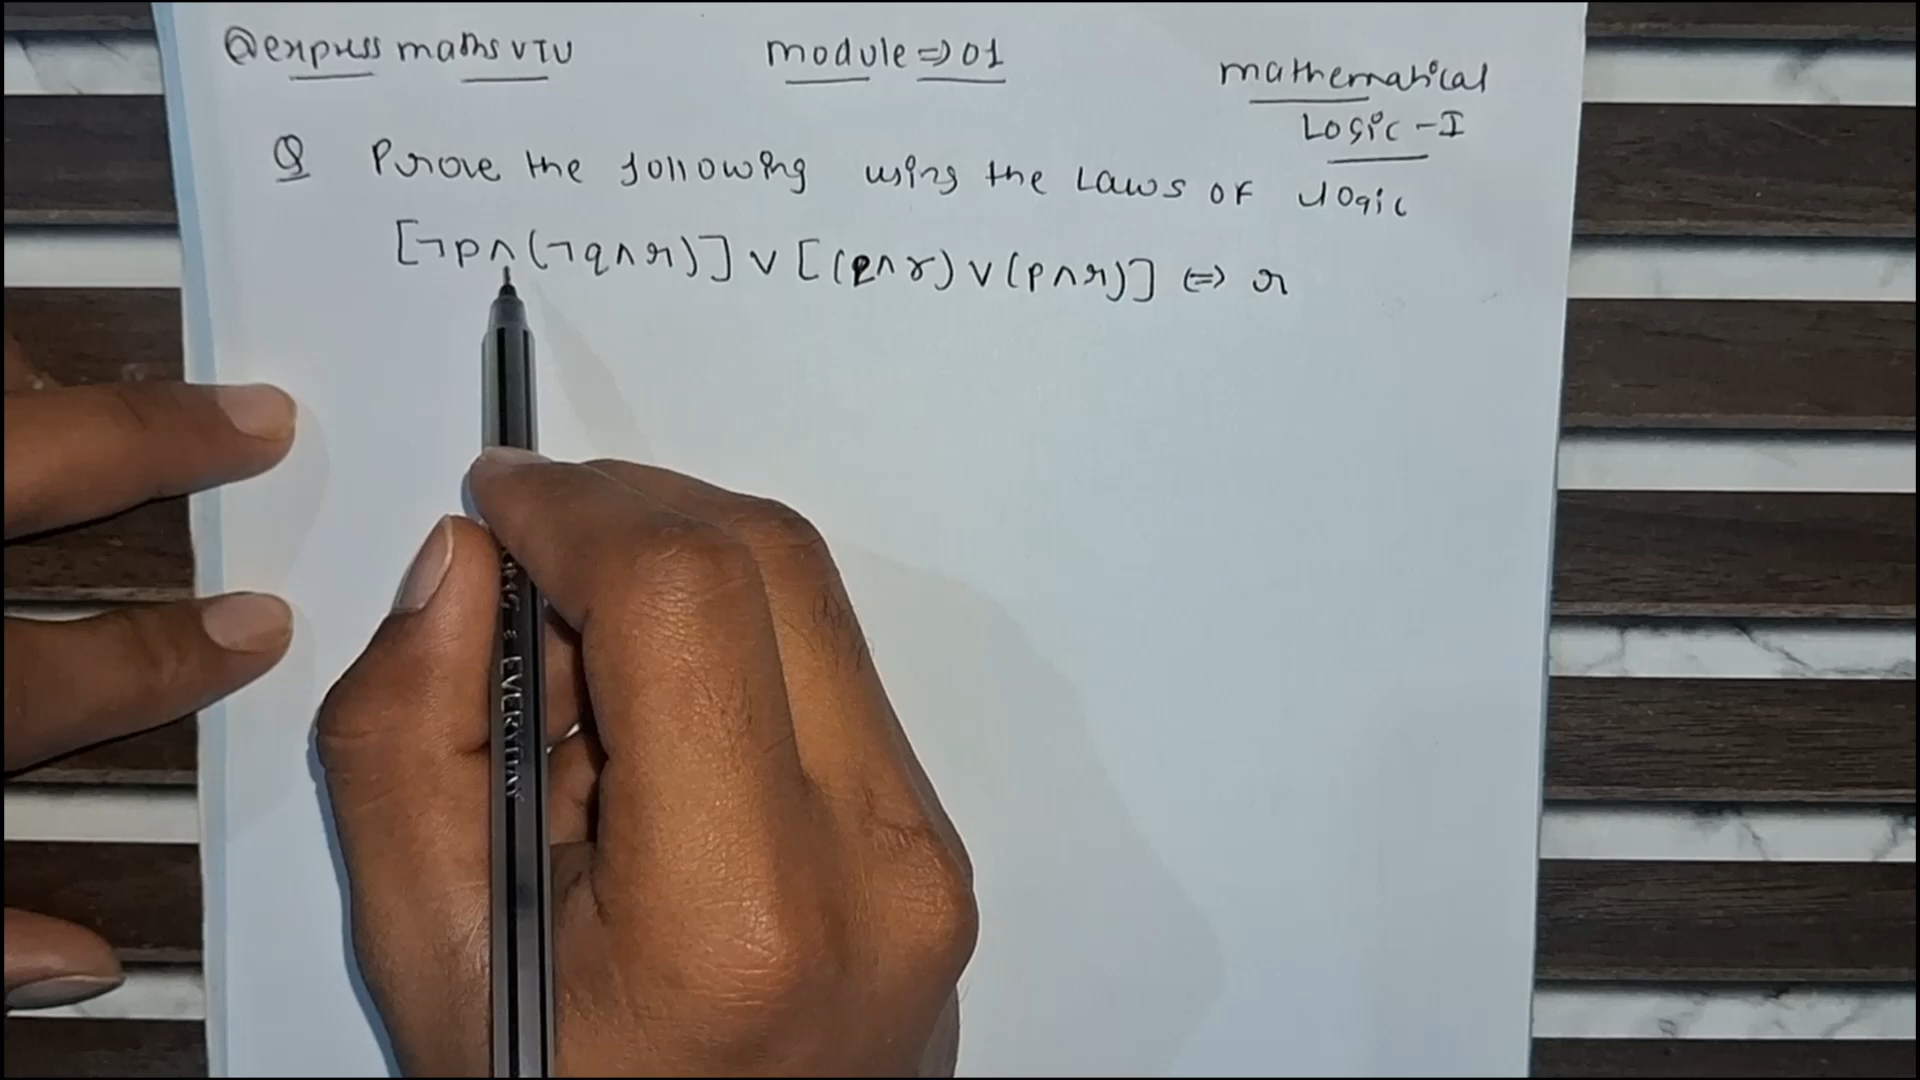 @express maths VTU
module ⇒ 01
mathematical
Logic - I
Q Prove the following using the Laws of logic
[¬p∧(¬q∧r)] ∨ [(q∧r) ∨ (p∧r)] ⇔ r
EVERYDAY